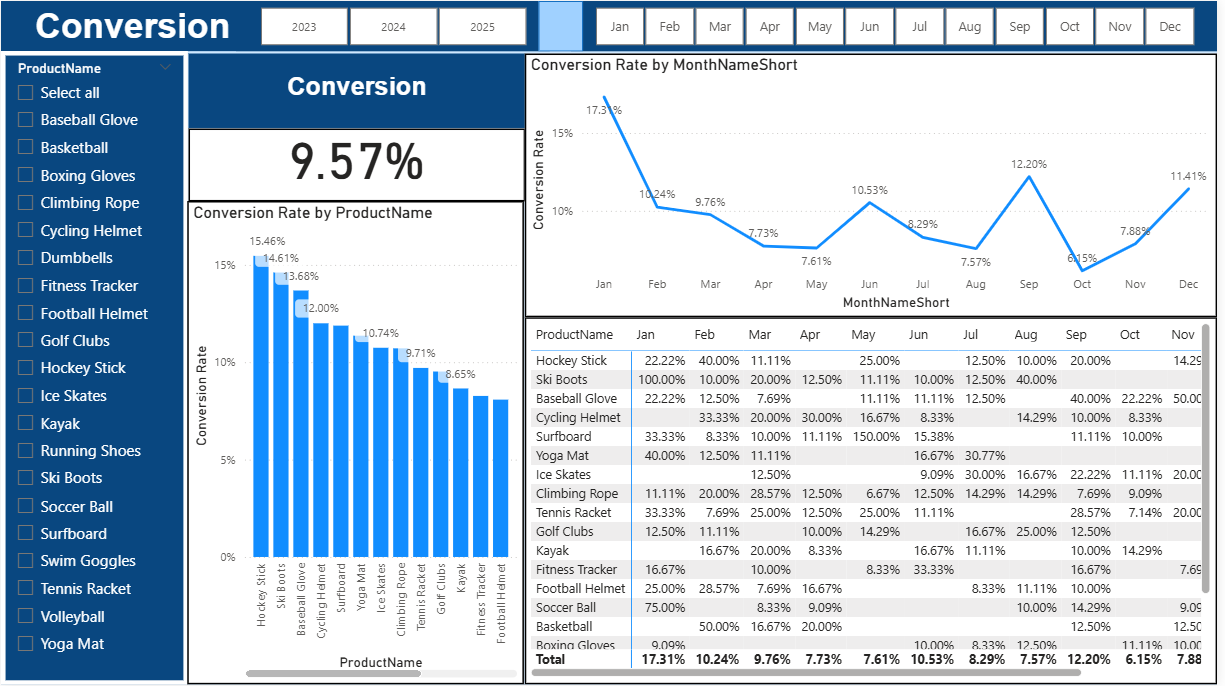 Conversion
2023 2024 2025
Jan Feb Mar Apr May Jun Jul Aug Sep Oct Nov Dec
ProductName
Select all
Baseball Glove
Basketball
Boxing Gloves
Climbing Rope
Cycling Helmet
Dumbbells
Fitness Tracker
Football Helmet
Golf Clubs
Hockey Stick
Ice Skates
Kayak
Running Shoes
Ski Boots
Soccer Ball
Surfboard
Swim Goggles
Tennis Racket
Volleyball
Yoga Mat
Conversion
9.57%
Conversion Rate by ProductName
Conversion Rate
15%
10%
5%
0%
15.46%
14.61%
13.68%
12.00%
10.74%
9.71%
8.65%
Hockey Stick
Ski Boots
Baseball Glove
Cycling Helmet
Surfboard
Yoga Mat
Ice Skates
Climbing Rope
Tennis Racket
Golf Clubs
Kayak
Fitness Tracker
Football Helmet
ProductName
Conversion Rate by MonthNameShort
Conversion Rate
15%
10%
17.31%
10.24%
9.76%
7.73%
7.61%
10.53%
8.29%
7.57%
12.20%
6.15%
7.88%
11.41%
Jan Feb Mar Apr May Jun Jul Aug Sep Oct Nov Dec
MonthNameShort
ProductName Jan Feb Mar Apr May Jun Jul Aug Sep Oct Nov
Hockey Stick 22.22% 40.00% 11.11% 25.00% 12.50% 10.00% 20.00% 14.29
Ski Boots 100.00% 10.00% 20.00% 12.50% 11.11% 10.00% 12.50% 40.00%
Baseball Glove 22.22% 12.50% 7.69% 11.11% 11.11% 12.50% 40.00% 22.22% 50.00
Cycling Helmet 33.33% 20.00% 30.00% 16.67% 8.33% 14.29% 10.00% 8.33%
Surfboard 33.33% 8.33% 10.00% 11.11% 150.00% 15.38% 11.11% 10.00%
Yoga Mat 40.00% 12.50% 11.11% 16.67% 30.77%
Ice Skates 12.50% 9.09% 30.00% 16.67% 22.22% 11.11% 20.00
Climbing Rope 11.11% 20.00% 28.57% 12.50% 6.67% 12.50% 14.29% 14.29% 7.69% 9.09%
Tennis Racket 33.33% 7.69% 25.00% 12.50% 25.00% 11.11% 28.57% 7.14% 20.00
Golf Clubs 12.50% 11.11% 10.00% 14.29% 16.67% 25.00% 12.50%
Kayak 16.67% 20.00% 8.33% 16.67% 11.11% 10.00% 14.29%
Fitness Tracker 16.67% 10.00% 8.33% 33.33% 16.67% 7.69
Football Helmet 25.00% 28.57% 7.69% 16.67% 8.33% 11.11% 10.00%
Soccer Ball 75.00% 8.33% 9.09% 10.00% 14.29% 9.09
Basketball 50.00% 16.67% 20.00% 12.50% 12.50
Boxing Gloves 9.09% 10.00% 8.33% 12.50% 11.11% 10.00
Total 17.31% 10.24% 9.76% 7.73% 7.61% 10.53% 8.29% 7.57% 12.20% 6.15% 7.88